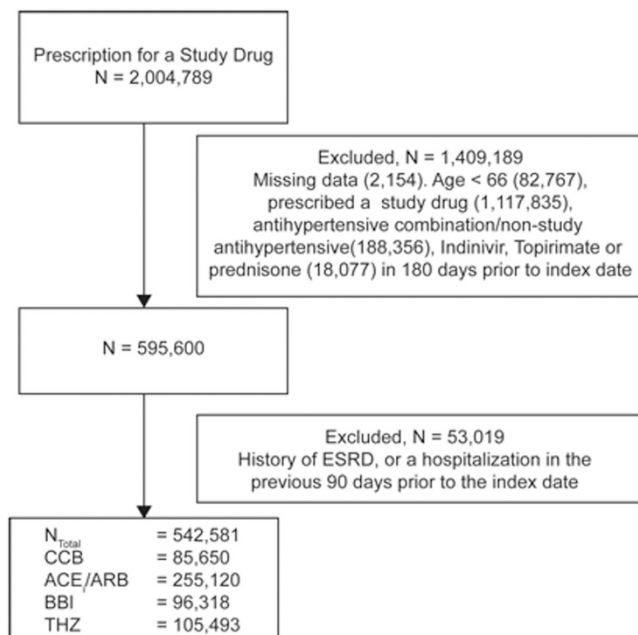 Prescription for a Study Drug
N = 2,004,789
Excluded, N = 1,409,189
Missing data (2,154). Age < 66 (82,767),
prescribed a study drug (1,117,835),
antihypertensive combination/non-study
antihypertensive(188,356), Indinivir, Topirimate or
prednisone (18,077) in 180 days prior to index date
N = 595,600
Excluded, N = 53,019
History of ESRD, or a hospitalization in the
previous 90 days prior to the index date
N_Total = 542,581
CCB = 85,650
ACE_i/ARB = 255,120
BBI = 96,318
THZ = 105,493